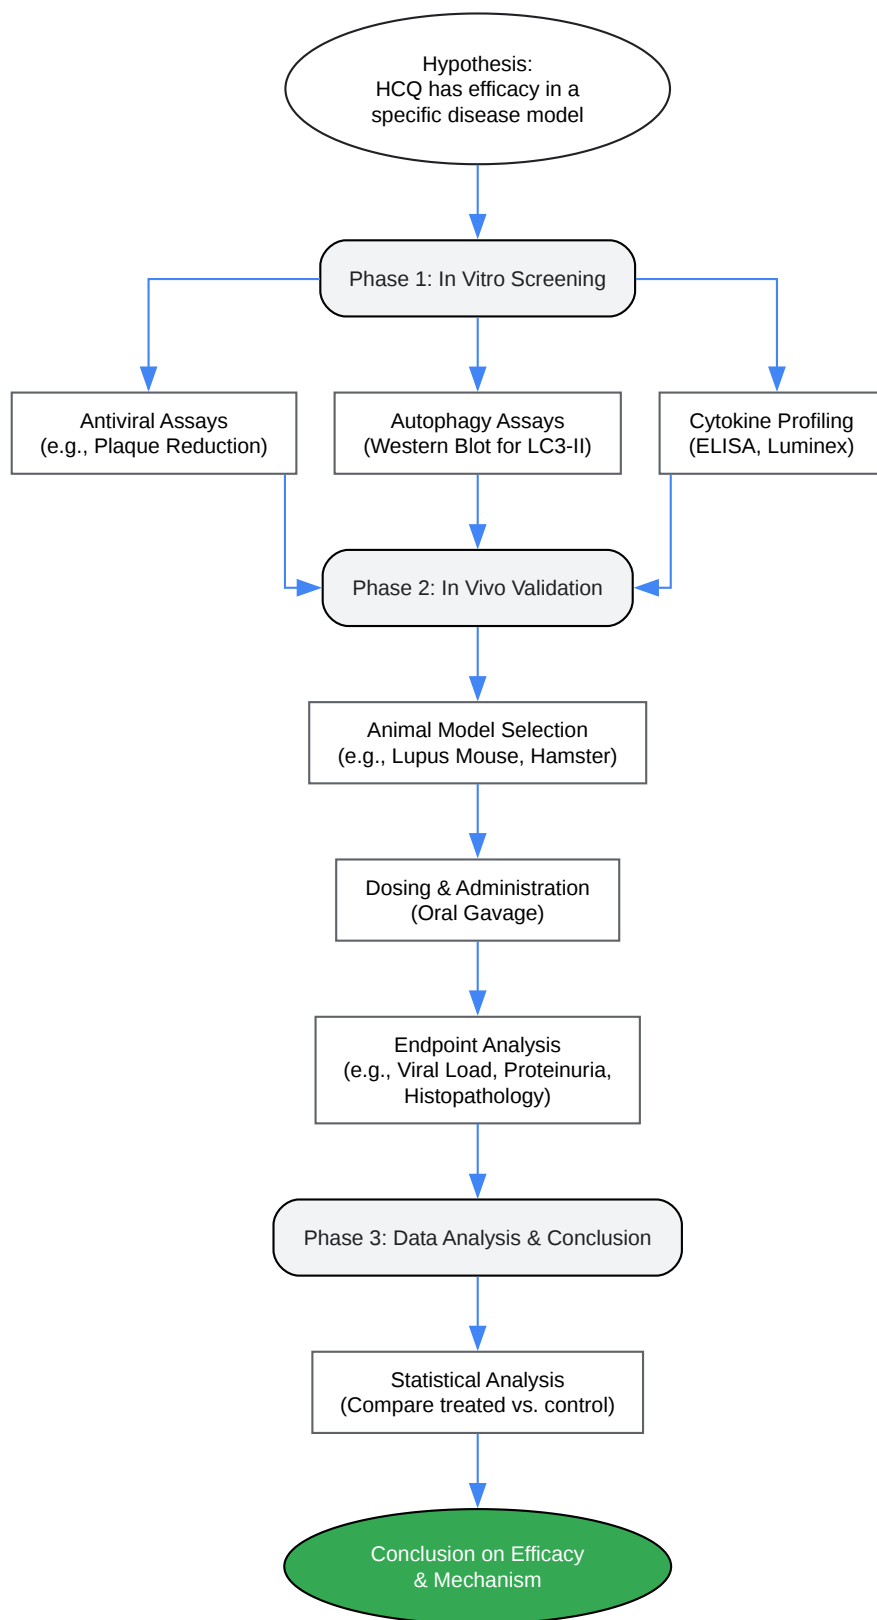 Hypothesis:
HCQ has efficacy in a
specific disease model
Phase 1: In Vitro Screening
Antiviral Assays
(e.g., Plaque Reduction)
Autophagy Assays
(Western Blot for LC3-II)
Cytokine Profiling
(ELISA, Luminex)
Phase 2: In Vivo Validation
Animal Model Selection
(e.g., Lupus Mouse, Hamster)
Dosing & Administration
(Oral Gavage)
Endpoint Analysis
(e.g., Viral Load, Proteinuria,
Histopathology)
Phase 3: Data Analysis & Conclusion
Statistical Analysis
(Compare treated vs. control)
Conclusion on Efficacy
& Mechanism